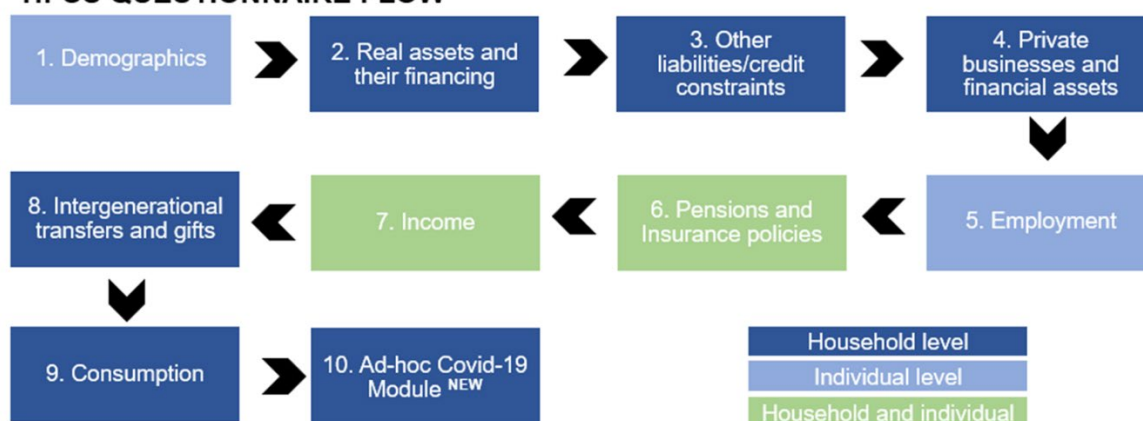 QUESTIONNAIRE FLOW
1. Demographics
2. Real assets and
their financing
3. Other
liabilities/credit
constraints
4. Private
businesses and
financial assets
8. Intergenerational
transfers and gifts
7. Income
6. Pensions and
Insurance policies
5. Employment
9. Consumption
10. Ad-hoc Covid-19
Module NEW
Household level
Individual level
Household and individual